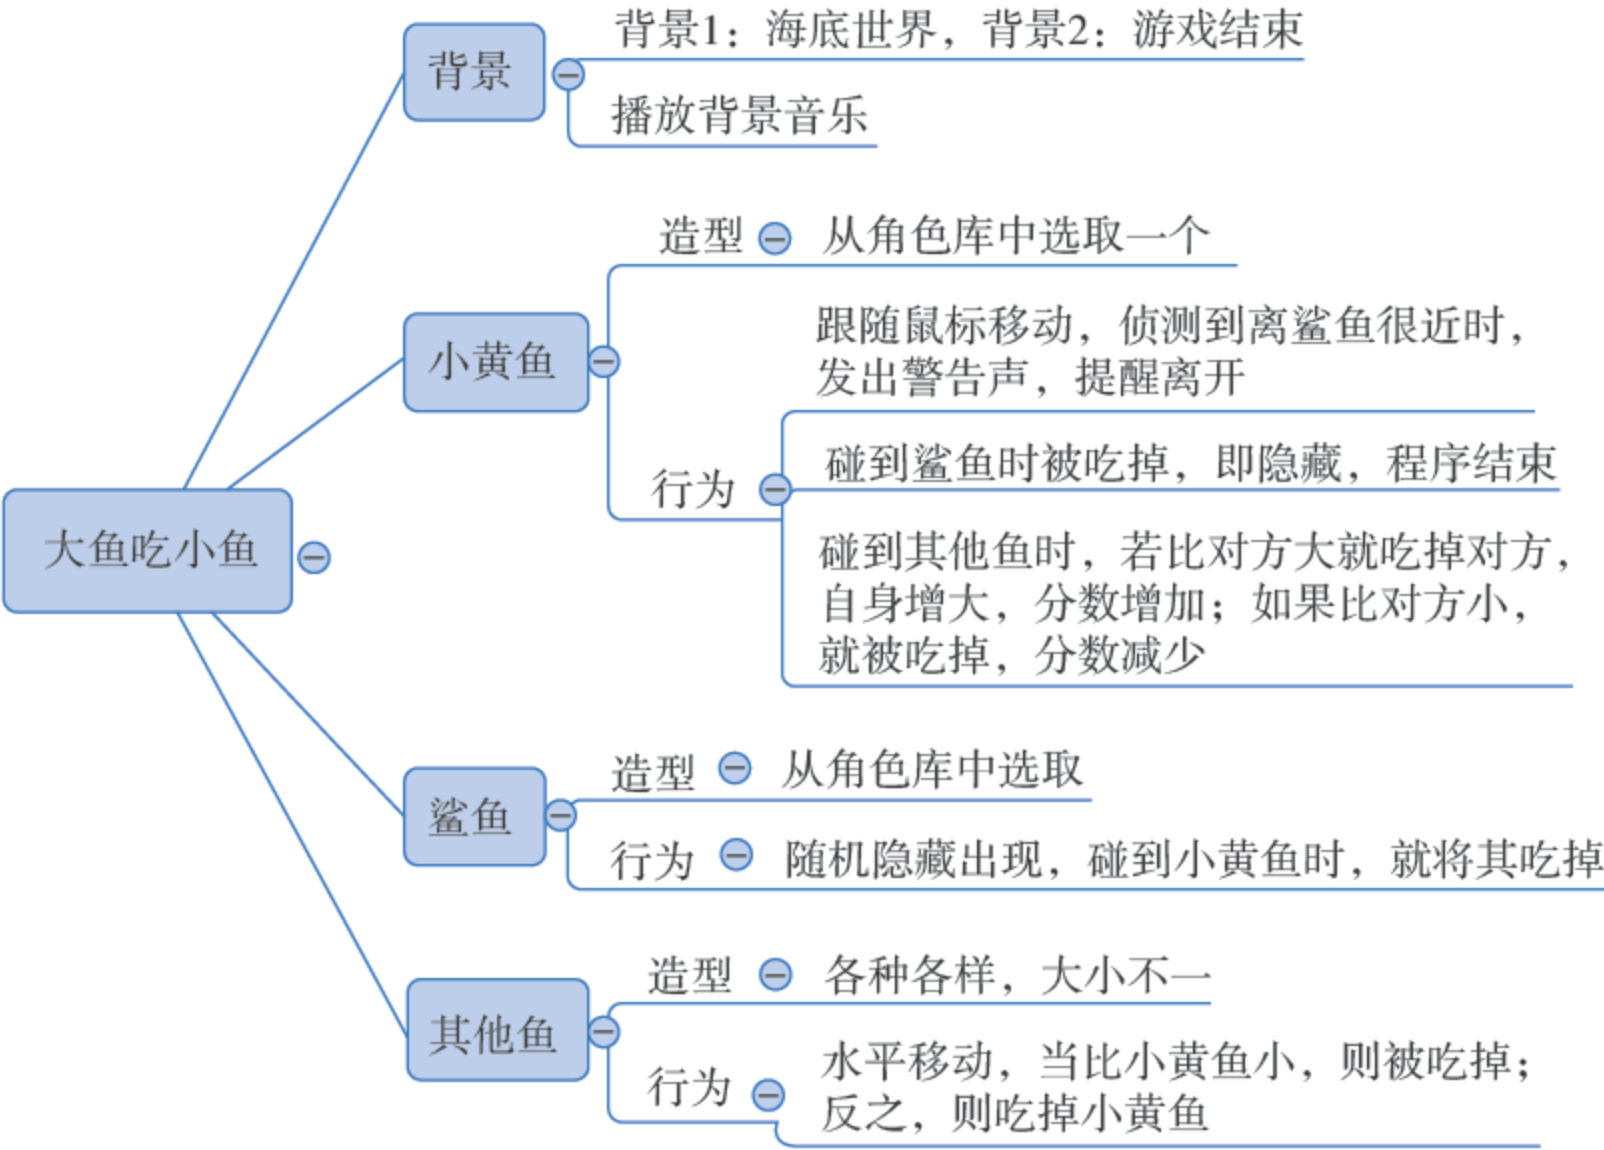 背景
背景1：海底世界，背景2：游戏结束
播放背景音乐
小黄鱼
造型
从角色库中选取一个
行为
跟随鼠标移动，侦测到离鲨鱼很近时，
发出警告声，提醒离开
碰到鲨鱼时被吃掉，即隐藏，程序结束
碰到其他鱼时，若比对方大就吃掉对方，
自身增大，分数增加；如果比对方小，
就被吃掉，分数减少
大鱼吃小鱼
鲨鱼
造型
从角色库中选取
行为
随机隐藏出现，碰到小黄鱼时，就将其吃掉
其他鱼
造型
各种各样，大小不一
行为
水平移动，当比小黄鱼小，则被吃掉；
反之，则吃掉小黄鱼